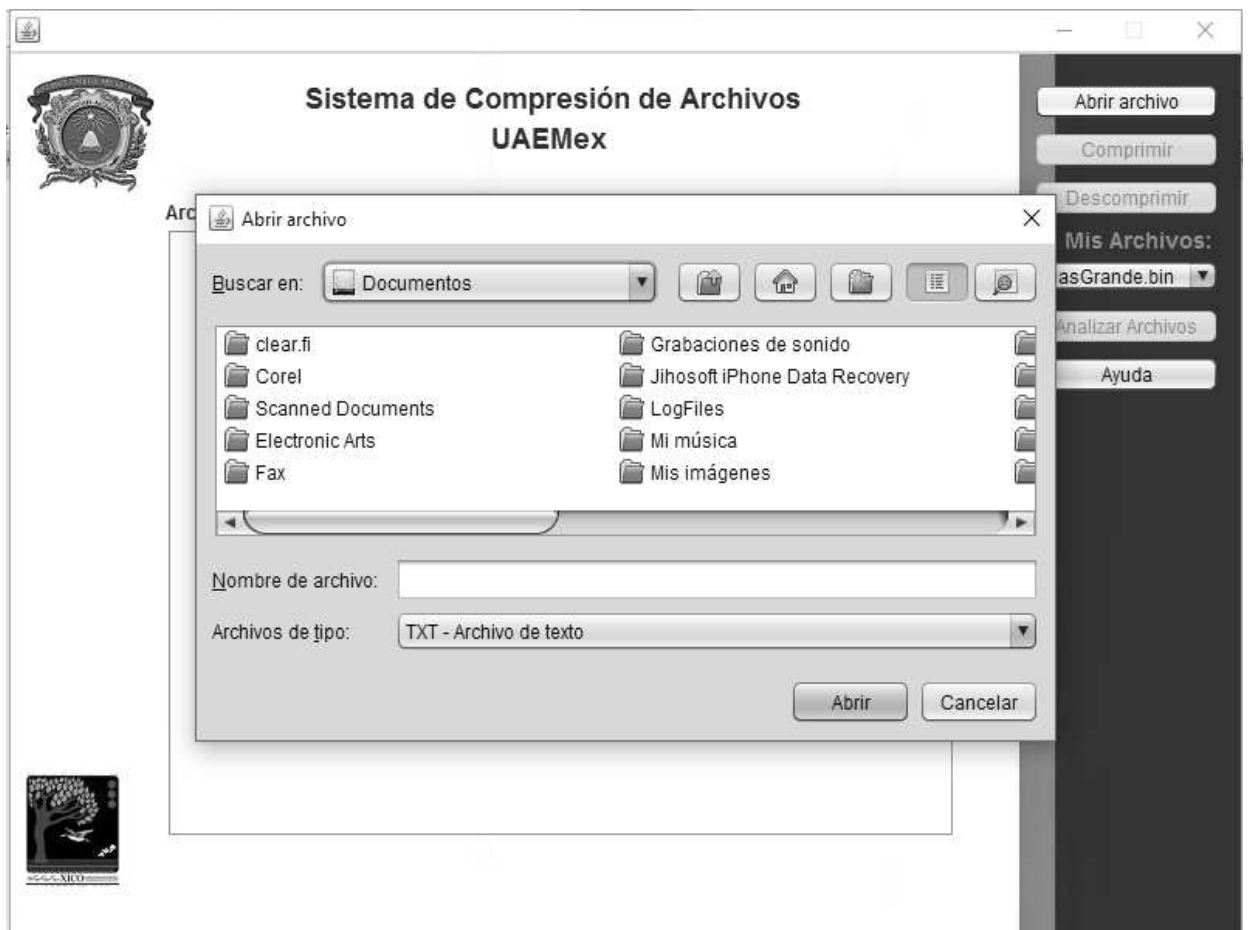 Sistema de Compresión de Archivos
UAEMex
Abrir archivo
Comprimir
Descomprimir
Mis Archivos:
asGrande.bin
Analizar Archivos
Ayuda
Arc
Abrir archivo
Buscar en: Documentos
clear.fi Grabaciones de sonido
Corel Jihosoft iPhone Data Recovery
Scanned Documents LogFiles
Electronic Arts Mi música
Fax Mis imágenes
Nombre de archivo:
Archivos de tipo: TXT - Archivo de texto
Abrir Cancelar
XICO